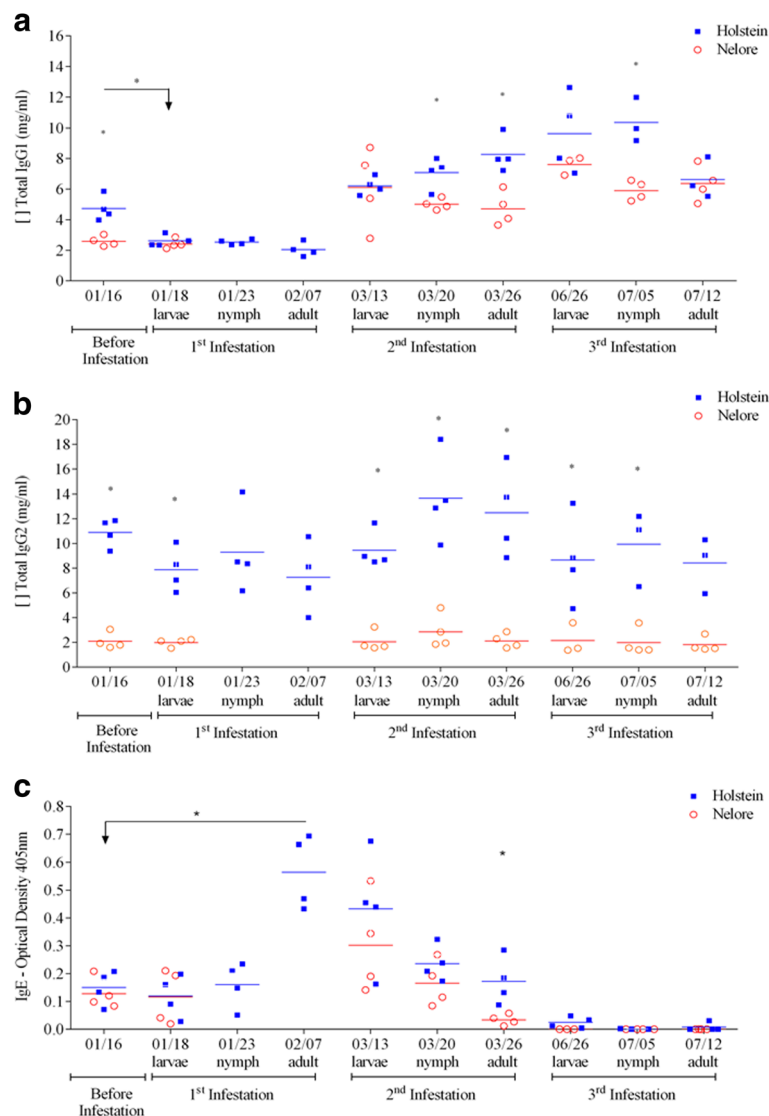 a
Holstein
Nelore
[ ] Total IgG1 (mg/ml)
16
14
12
10
8
6
4
2
0
*
*
*
*
*
01/16 01/18 01/23 02/07 03/13 03/20 03/26 06/26 07/05 07/12
larvae nymph adult larvae nymph adult larvae nymph adult
Before
Infestation
1st Infestation 2nd Infestation 3rd Infestation
b
Holstein
Nelore
[ ] Total IgG2 (mg/ml)
20
18
16
14
12
10
8
6
4
2
0
*
*
*
*
*
*
*
01/16 01/18 01/23 02/07 03/13 03/20 03/26 06/26 07/05 07/12
larvae nymph adult larvae nymph adult larvae nymph adult
Before
Infestation
1st Infestation 2nd Infestation 3rd Infestation
c
Holstein
Nelore
IgE - Optical Density 405nm
0.8
0.7
0.6
0.5
0.4
0.3
0.2
0.1
0.0
*
*
01/16 01/18 01/23 02/07 03/13 03/20 03/26 06/26 07/05 07/12
larvae nymph adult larvae nymph adult larvae nymph adult
Before
Infestation
1st Infestation 2nd Infestation 3rd Infestation